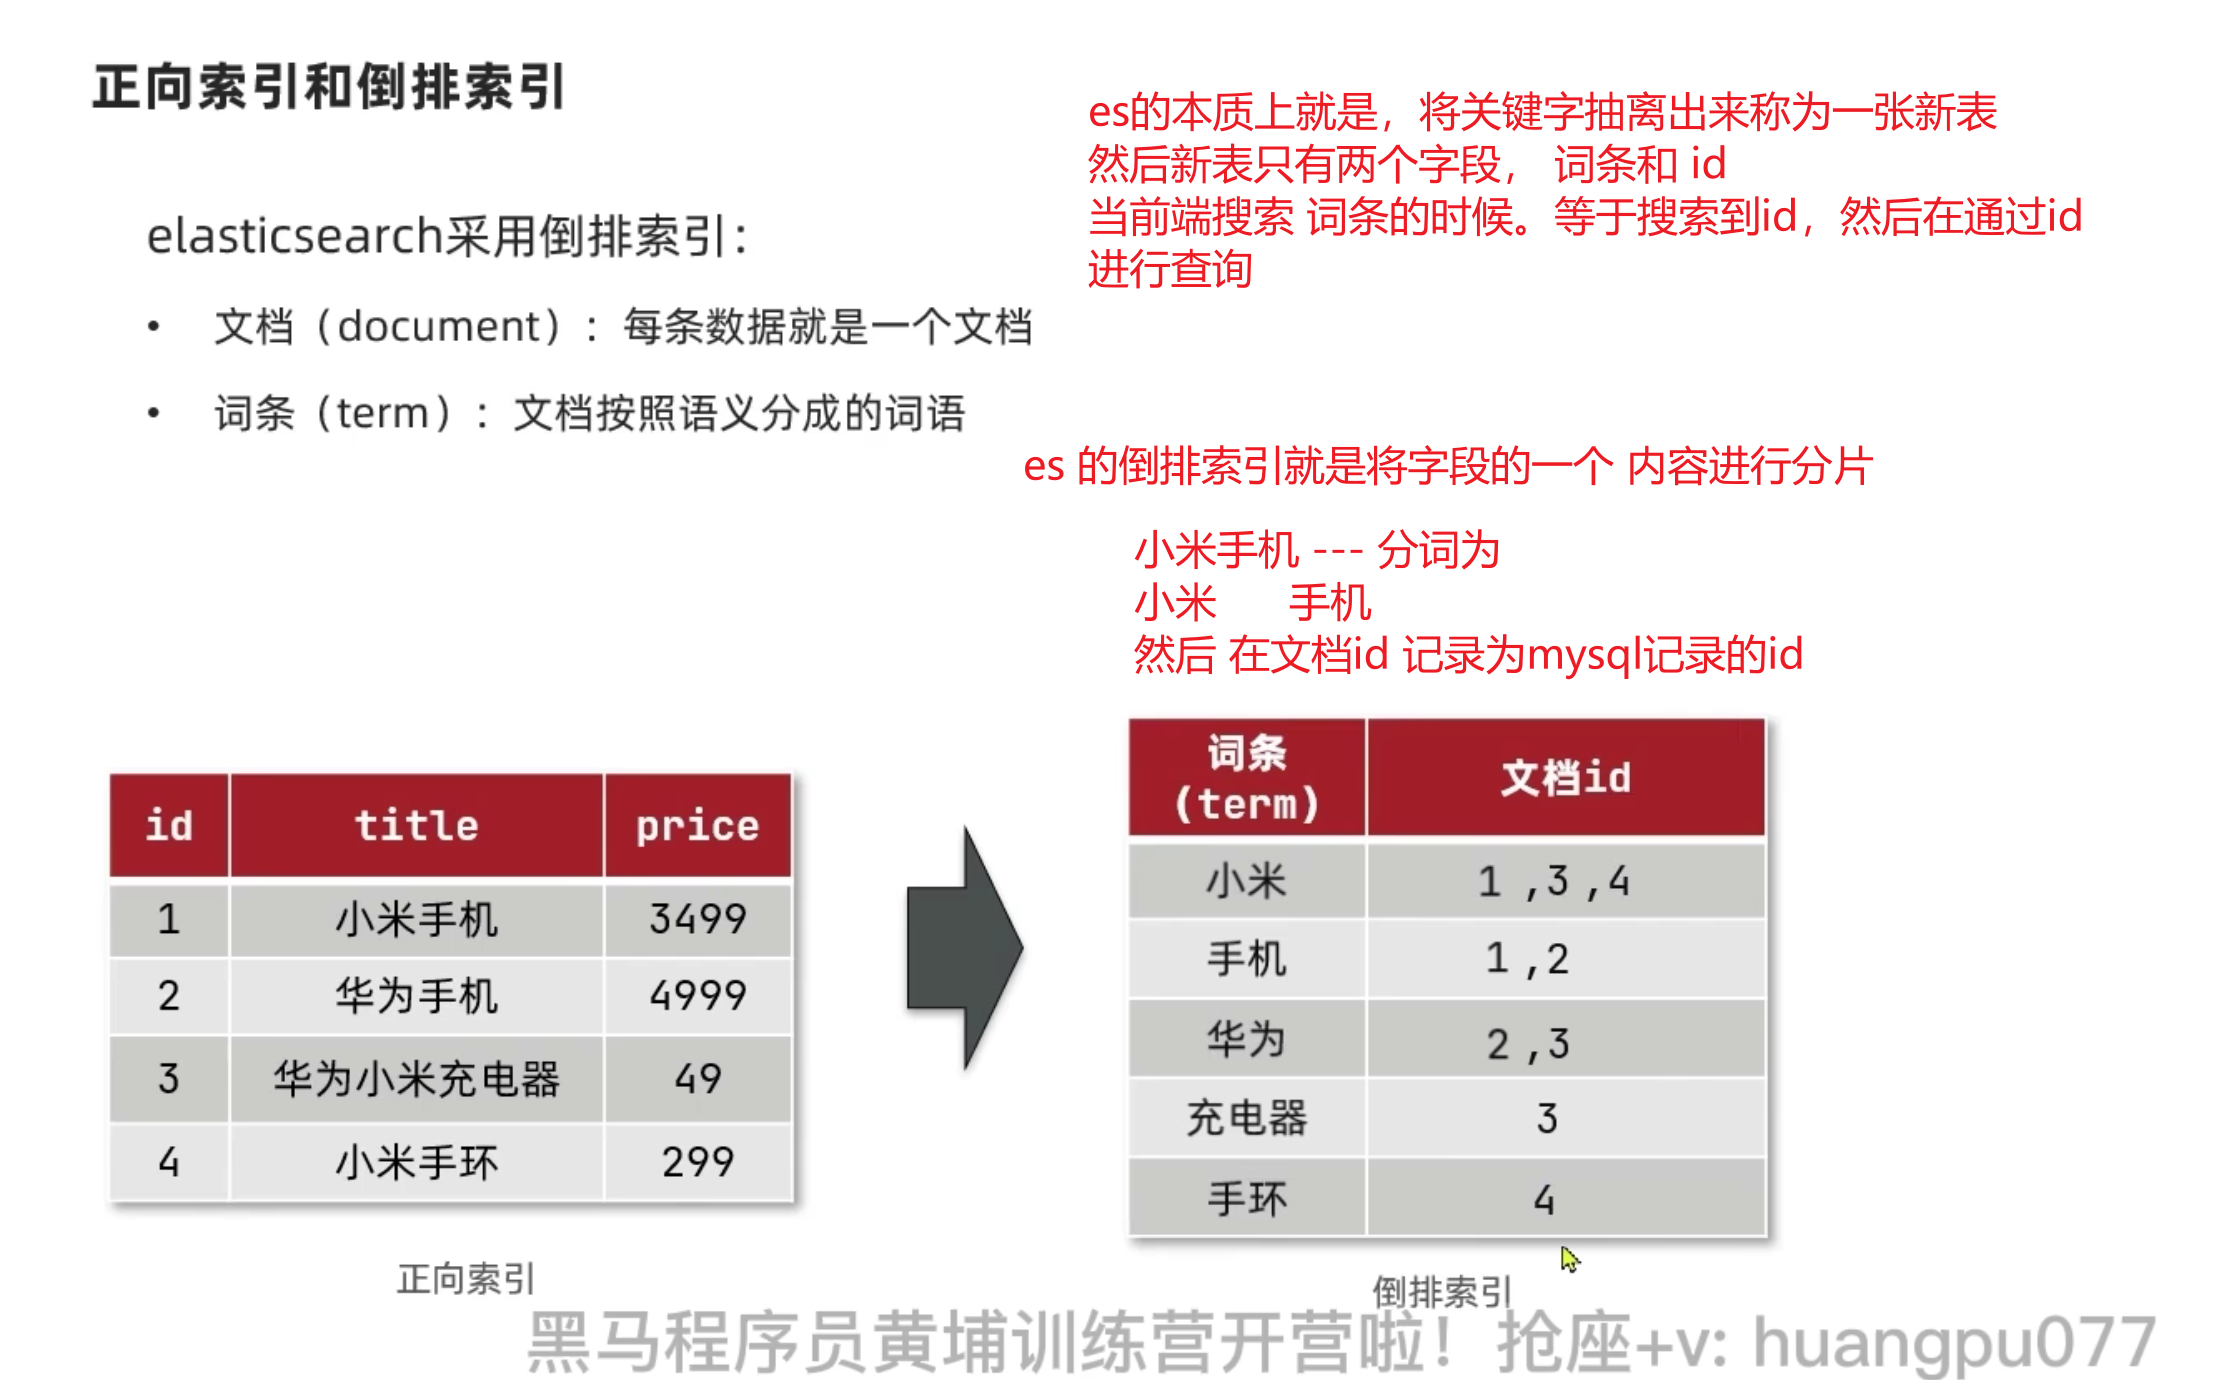 正向索引和倒排索引
es的本质上就是，将关键字抽离出来称为一张新表
然后新表只有两个字段， 词条和 id
当前端搜索 词条的时候。等于搜索到id，然后在通过id
进行查询
elasticsearch采用倒排索引：
• 文档（document）：每条数据就是一个文档
• 词条（term）：文档按照语义分成的词语
es 的倒排索引就是将字段的一个 内容进行分片
小米手机 --- 分词为
小米 手机
然后 在文档id 记录为mysql记录的id
id title price
1 小米手机 3499
2 华为手机 4999
3 华为小米充电器 49
4 小米手环 299
正向索引
词条
(term) 文档id
小米 1 ,3 ,4
手机 1 ,2
华为 2 ,3
充电器 3
手环 4
倒排索引
黑马程序员黄埔训练营开营啦！抢座+v: huangpu077